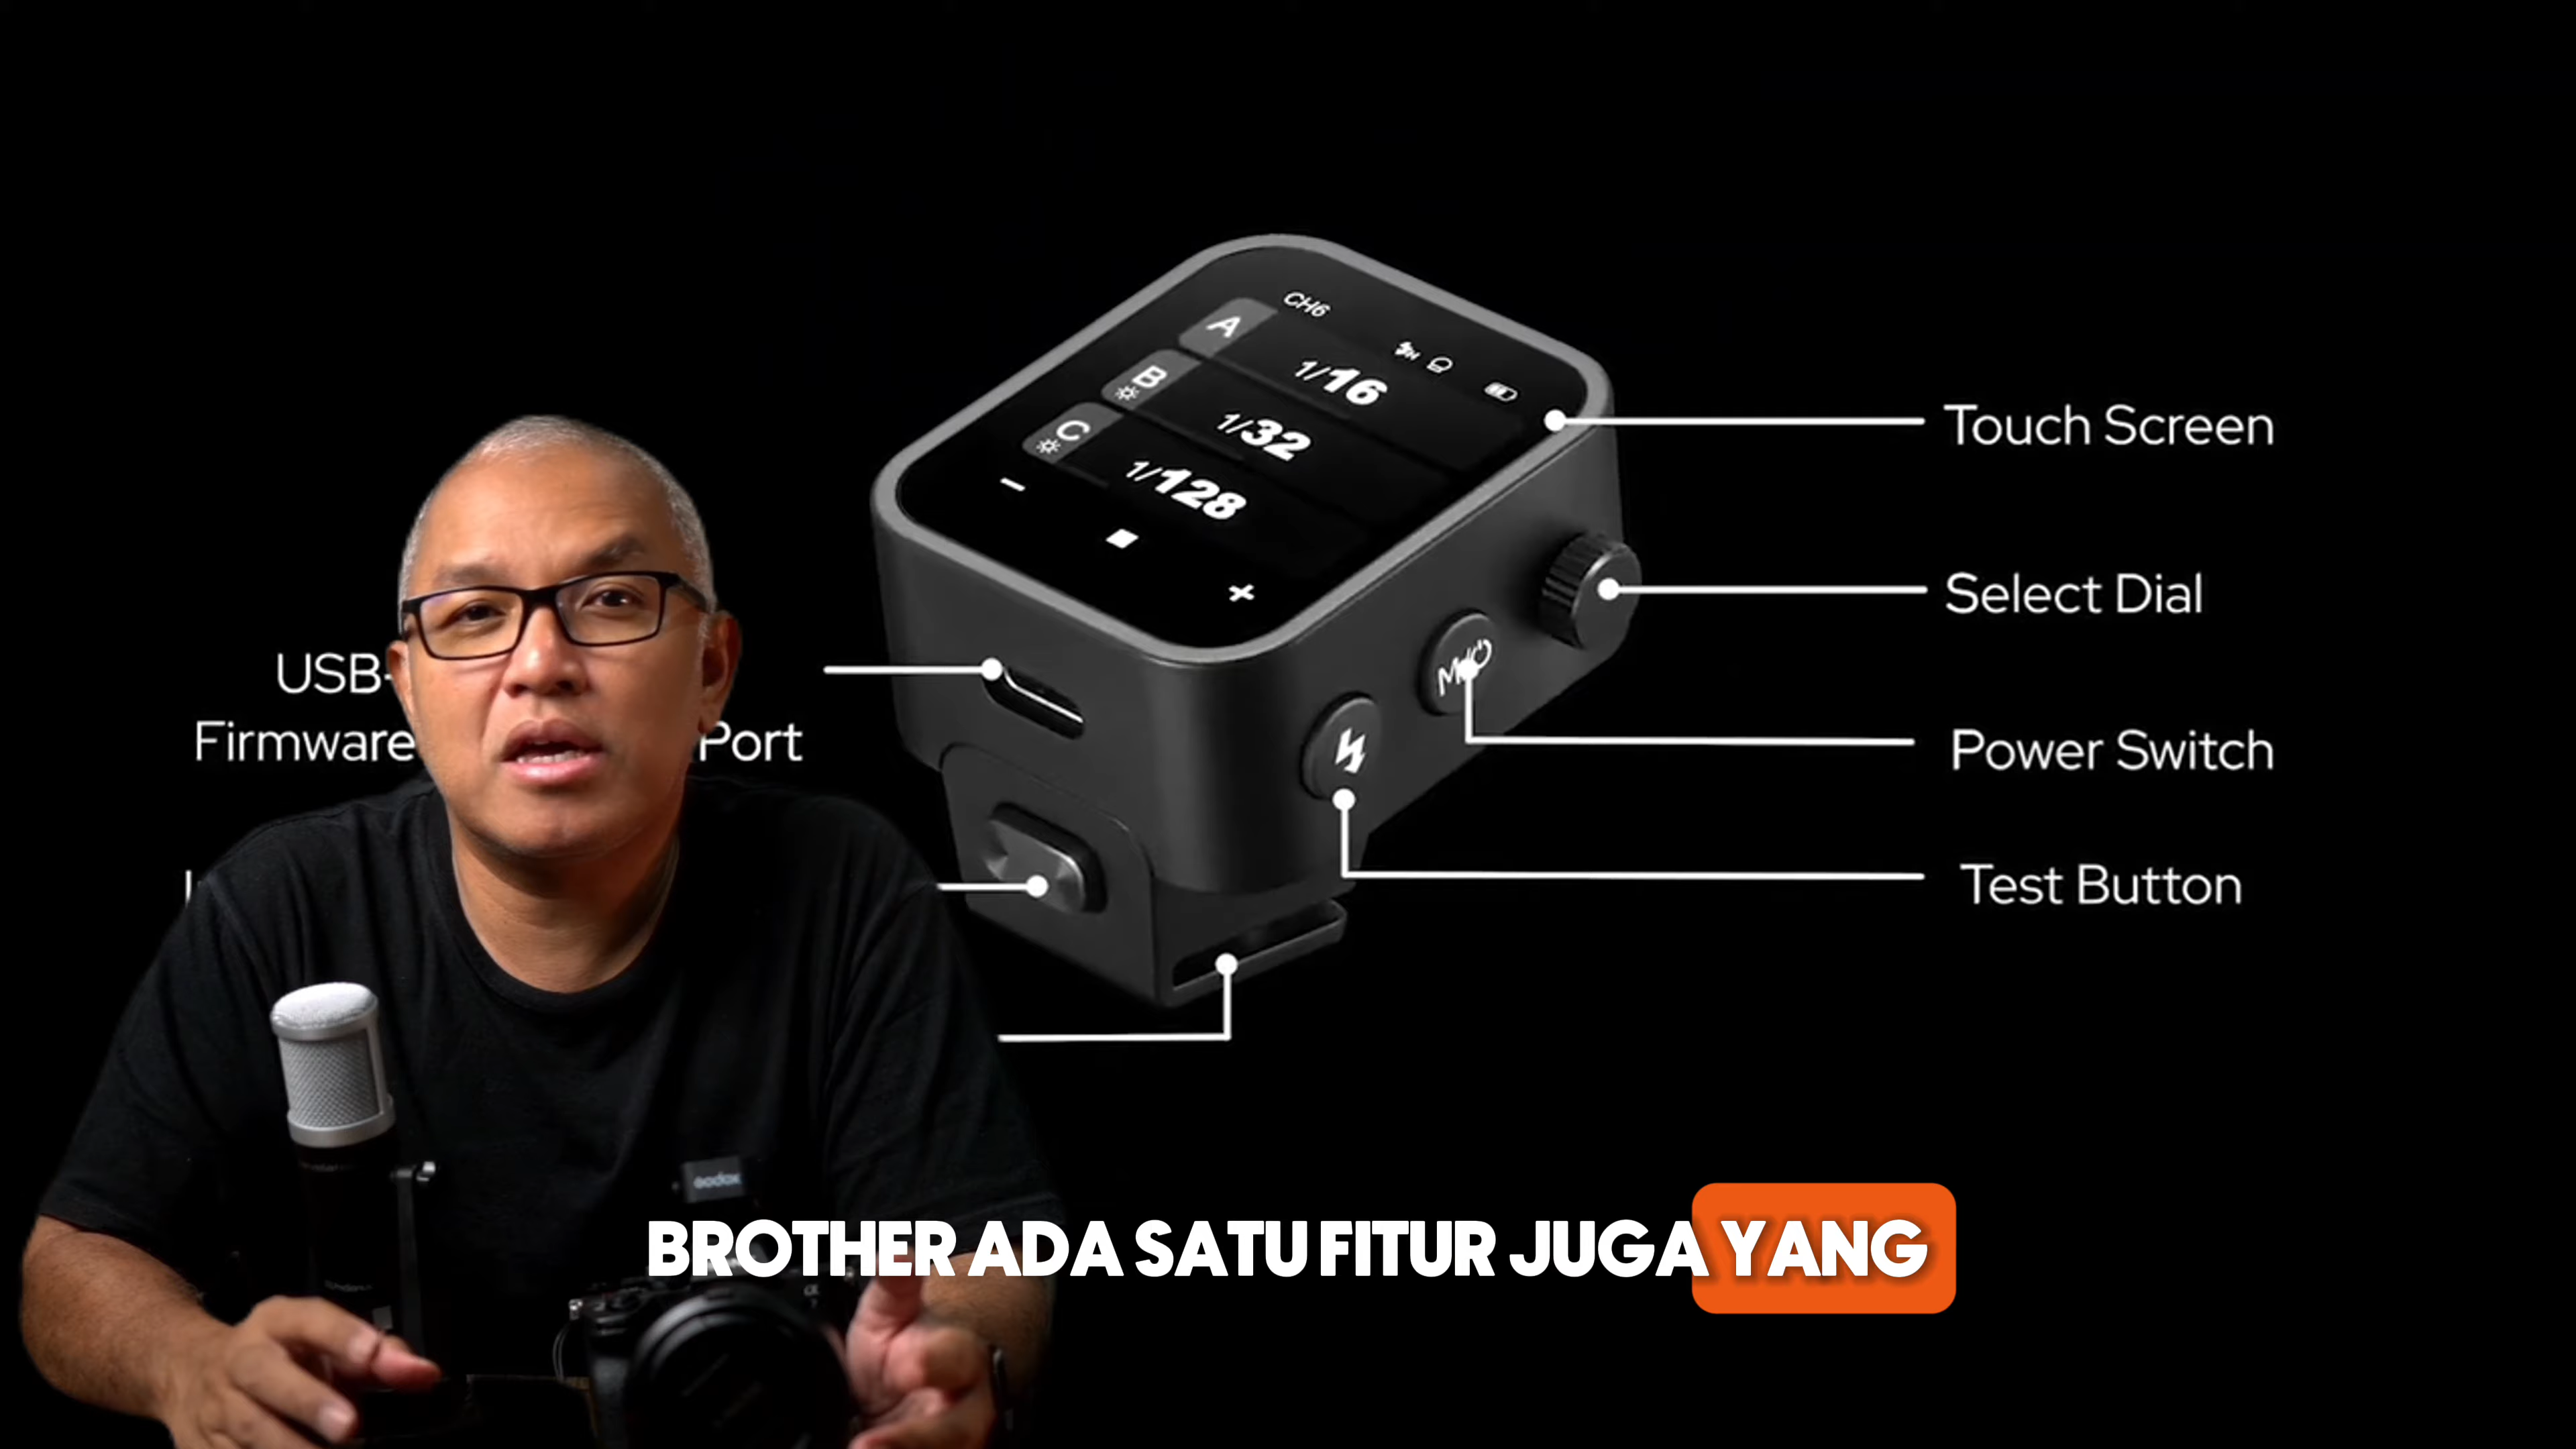 CH6
A 1/16
B 1/32
C 1/128
Touch Screen
Select Dial
USB-
Firmware Port
Power Switch
Test Button
M/
Godox
BROTHER ADA SATU FITUR JUGA YANG